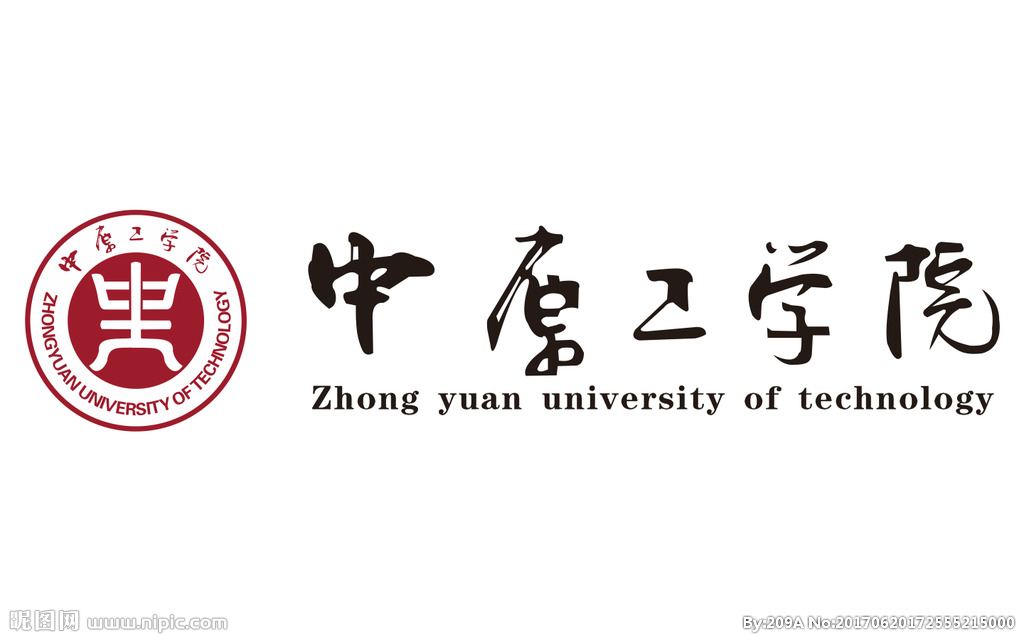 中原工学院
ZHONGYUAN UNIVERSITY OF TECHNOLOGY
中原工学院
Zhong yuan university of technology
昵图网 www.nipic.com
By:209A No:20170620172555215000